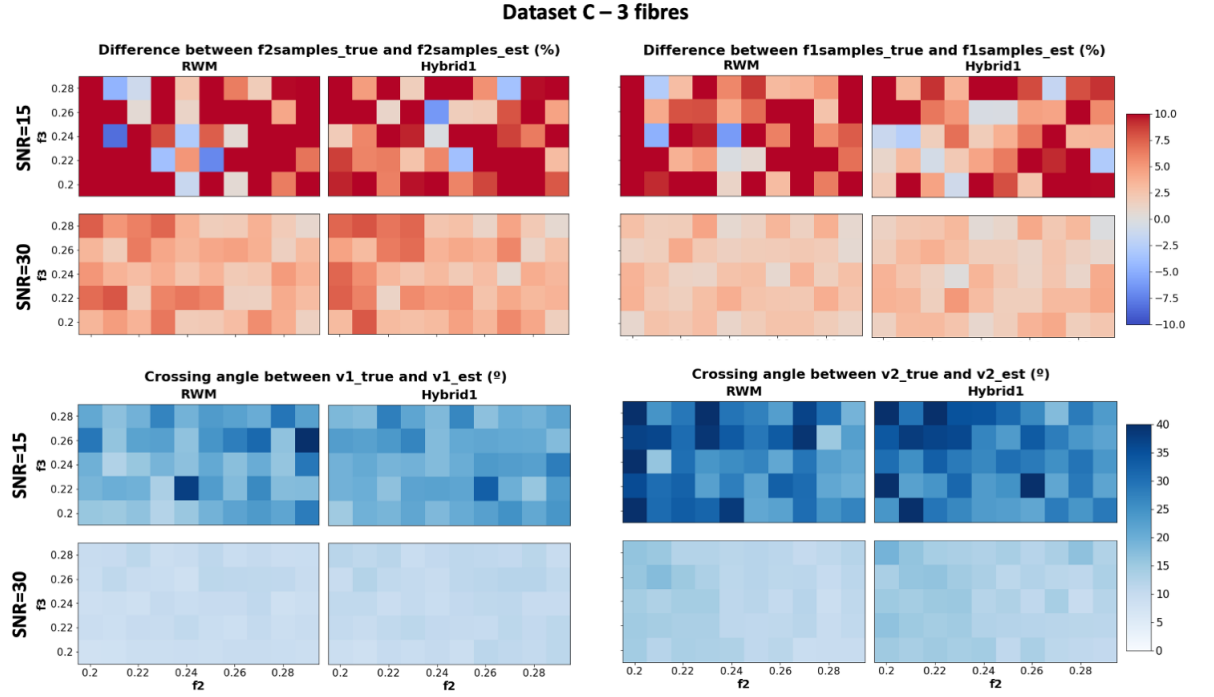 Dataset C – 3 fibres
Difference between f2samples_true and f2samples_est (%)
Difference between f1samples_true and f1samples_est (%)
RWM
Hybrid1
RWM
Hybrid1
SNR=15
f3
0.28
0.26
0.24
0.22
0.2
SNR=30
f3
0.28
0.26
0.24
0.22
0.2
10.0
7.5
5.0
2.5
0.0
−2.5
−5.0
−7.5
−10.0
Crossing angle between v1_true and v1_est (º)
Crossing angle between v2_true and v2_est (º)
RWM
Hybrid1
RWM
Hybrid1
SNR=15
f3
0.28
0.26
0.24
0.22
0.2
SNR=30
f3
0.28
0.26
0.24
0.22
0.2
40
35
30
25
20
15
10
5
0
0.2 0.22 0.24 0.26 0.28
0.2 0.22 0.24 0.26 0.28
0.2 0.22 0.24 0.26 0.28
0.2 0.22 0.24 0.26 0.28
f2
f2